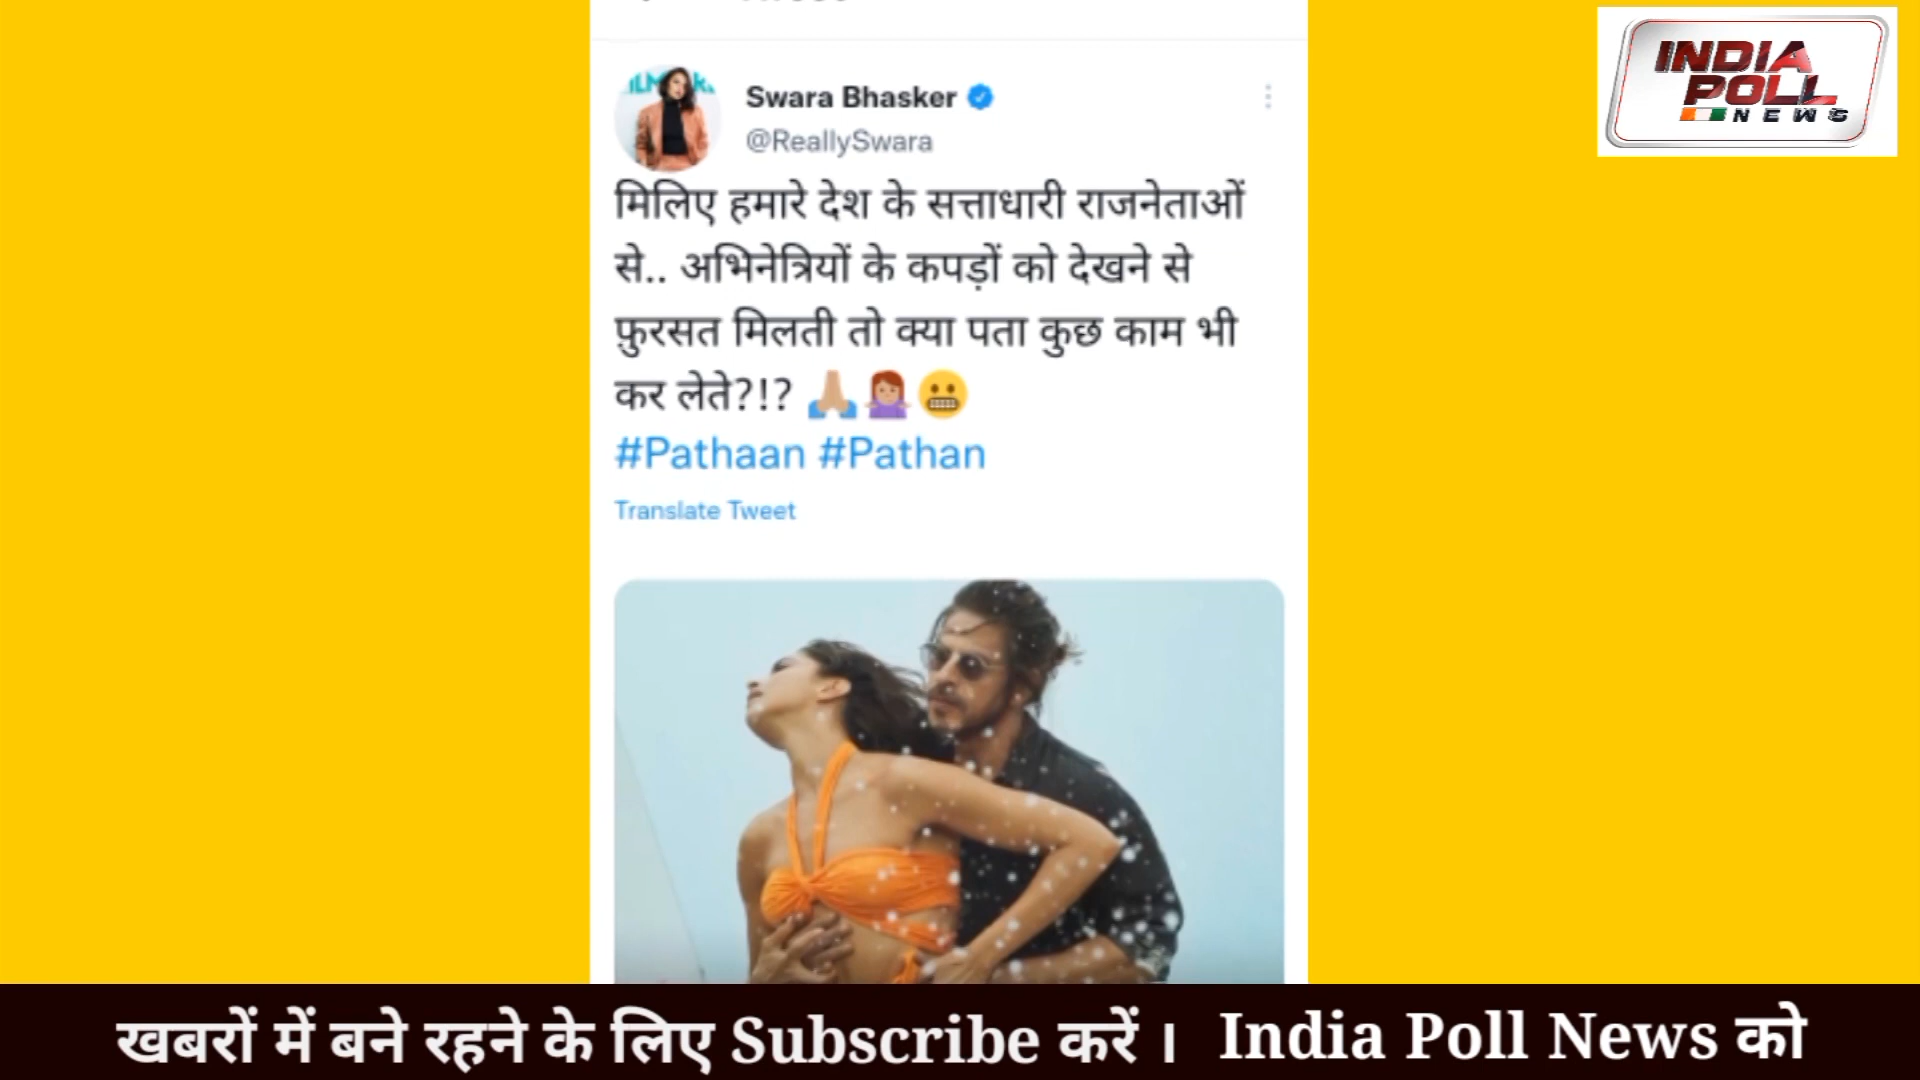 Swara Bhasker
@ReallySwara
मिलिए हमारे देश के सत्ताधारी राजनेताओं
से.. अभिनेत्रियों के कपड़ों को देखने से
फ़ुरसत मिलती तो क्या पता कुछ काम भी
कर लेते?!? 🙏🏼🤷🏽‍♀️😬
#Pathaan #Pathan
Translate Tweet
INDIA
POLL
NEWS
खबरों में बने रहने के लिए Subscribe करें । India Poll News को